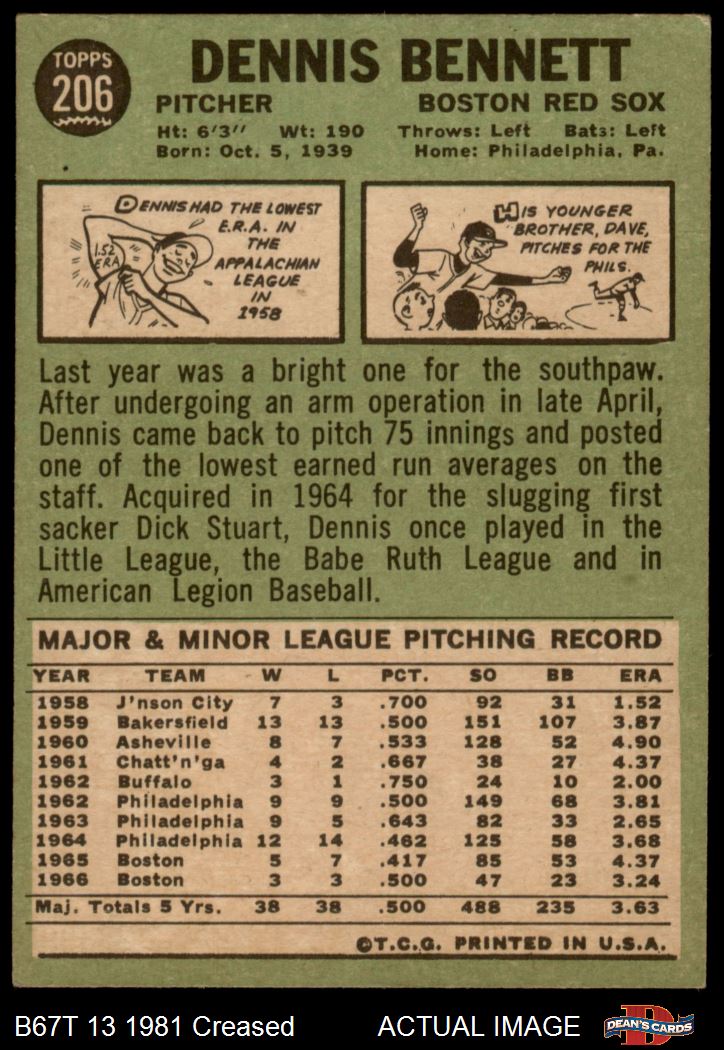 TOPPS
206
DENNIS BENNETT
PITCHER BOSTON RED SOX
Ht: 6'3" Wt: 190 Throws: Left Bats: Left
Born: Oct. 5, 1939 Home: Philadelphia, Pa.
DENNIS HAD THE LOWEST
E.R.A. IN
THE
APPALACHIAN
LEAGUE
IN
1958
1.52
ERA
HIS YOUNGER
BROTHER, DAVE,
PITCHES FOR THE
PHILS.
Last year was a bright one for the southpaw.
After undergoing an arm operation in late April,
Dennis came back to pitch 75 innings and posted
one of the lowest earned run averages on the
staff. Acquired in 1964 for the slugging first
sacker Dick Stuart, Dennis once played in the
Little League, the Babe Ruth League and in
American Legion Baseball.
MAJOR & MINOR LEAGUE PITCHING RECORD
YEAR TEAM W L PCT. SO BB ERA
1958 J'nson City 7 3 .700 92 31 1.52
1959 Bakersfield 13 13 .500 151 107 3.87
1960 Asheville 8 7 .533 128 52 4.90
1961 Chatt'n'ga 4 2 .667 38 27 4.37
1962 Buffalo 3 1 .750 24 10 2.00
1962 Philadelphia 9 9 .500 149 68 3.81
1963 Philadelphia 9 5 .643 82 33 2.65
1964 Philadelphia 12 14 .462 125 58 3.68
1965 Boston 5 7 .417 85 53 4.37
1966 Boston 3 3 .500 47 23 3.24
Maj. Totals 5 Yrs. 38 38 .500 488 235 3.63
©T.C.G. PRINTED IN U.S.A.
B67T 13 1981 Creased ACTUAL IMAGE
D
DEAN'S CARDS